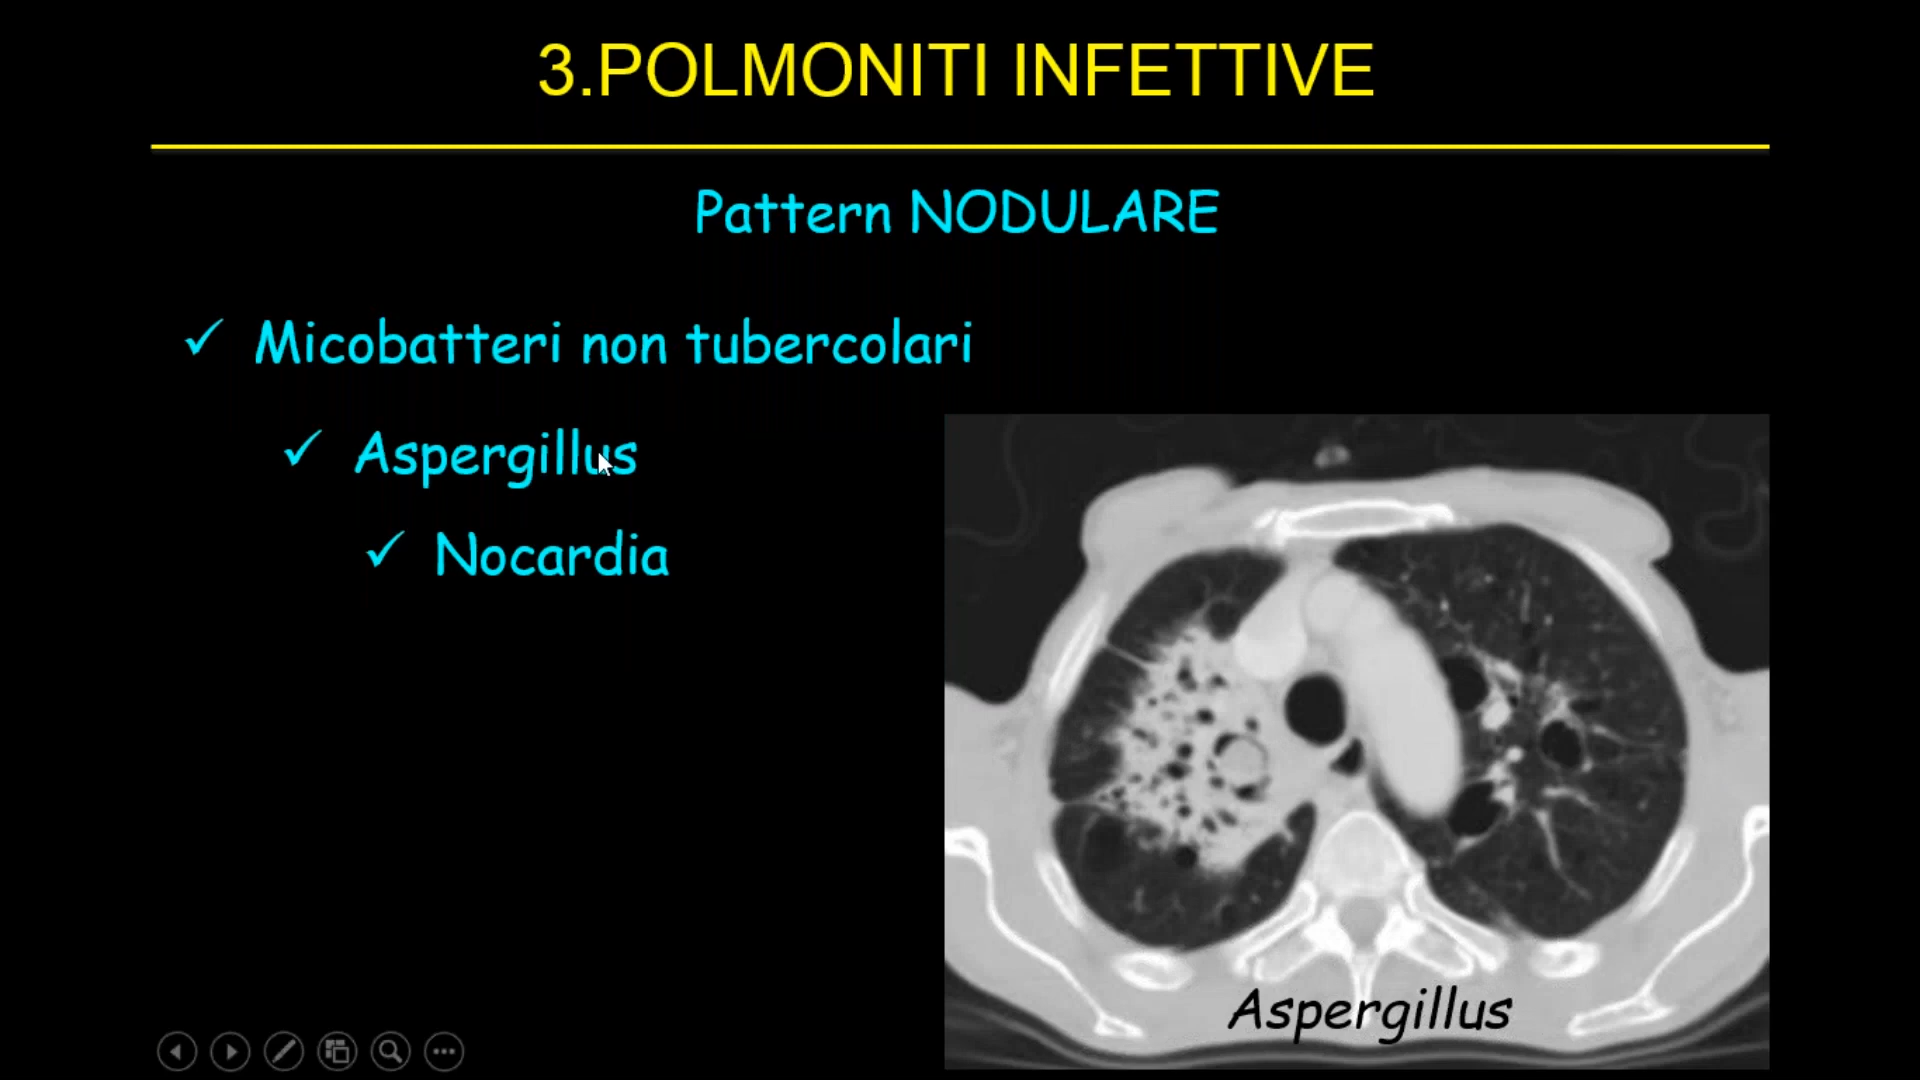 3.POLMONITI INFETTIVE
Pattern NODULARE
✓ Micobatteri non tubercolari
✓ Aspergillus
✓ Nocardia
Aspergillus